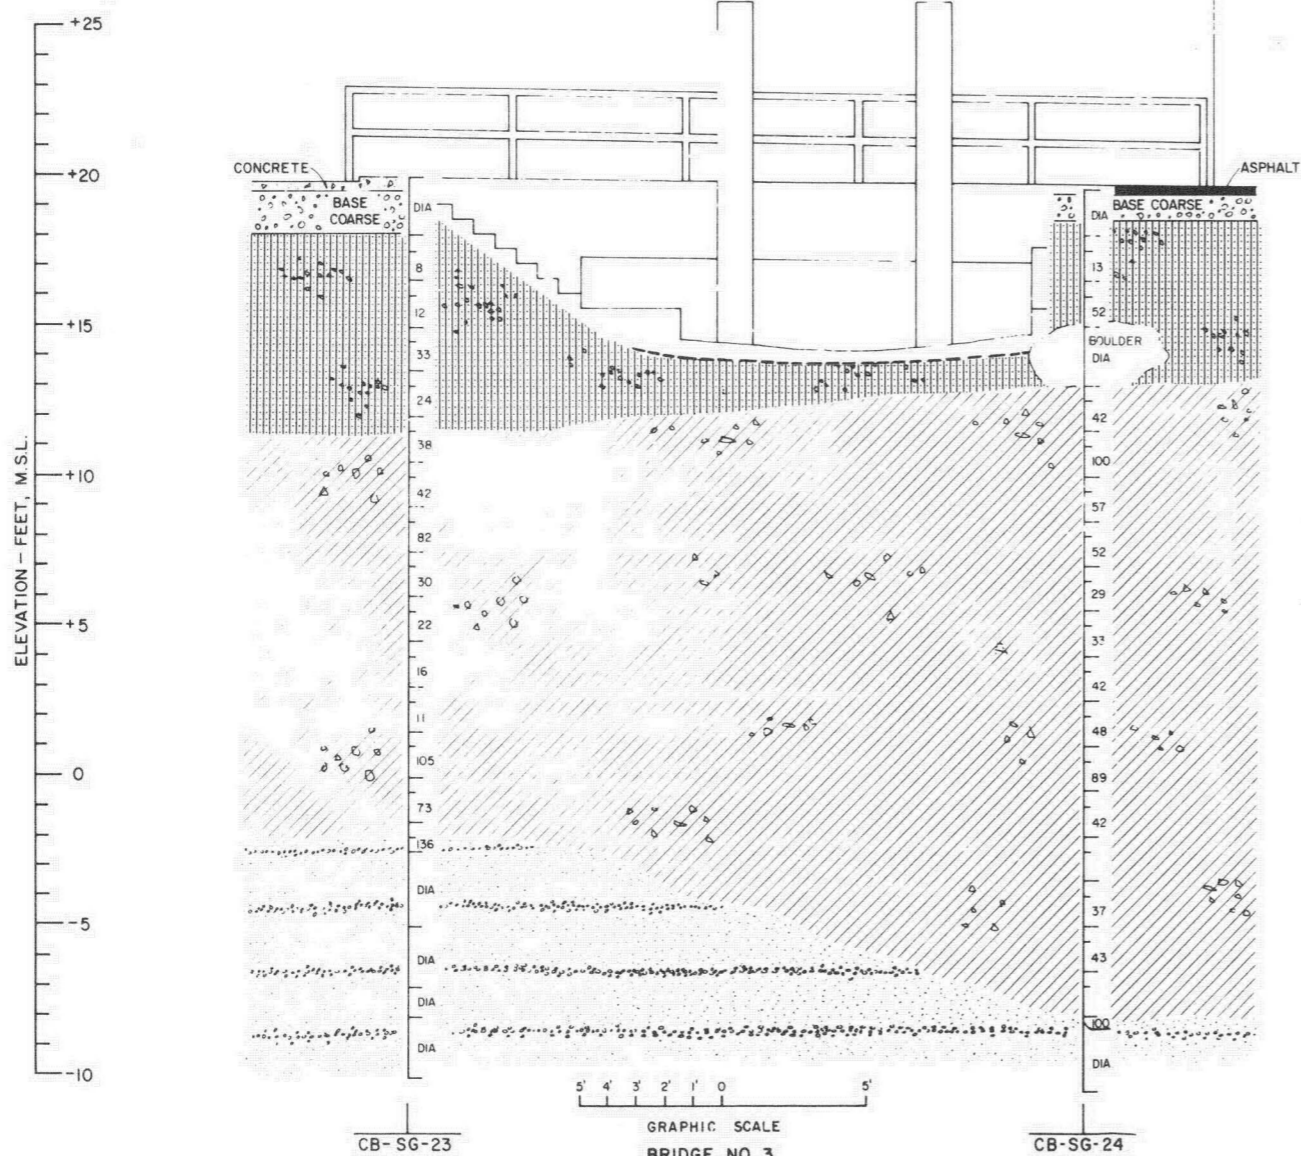 +25
CONCRETE
+20
ASPHALT
BASE
COARSE
DIA
BASE COARSE
DIA
8
13
12
52
+15
33
BOULDER
DIA
24
42
38
100
+10
42
57
82
52
30
29
+5
22
33
16
42
11
48
0
105
89
73
42
136
DIA
37
-5
DIA
43
DIA
100
DIA
DIA
-10
ELEVATION – FEET, M.S.L.
5' 4' 3' 2' 1' 0 5'
GRAPHIC SCALE
BRIDGE NO. 3
CB-SG-23
CB-SG-24